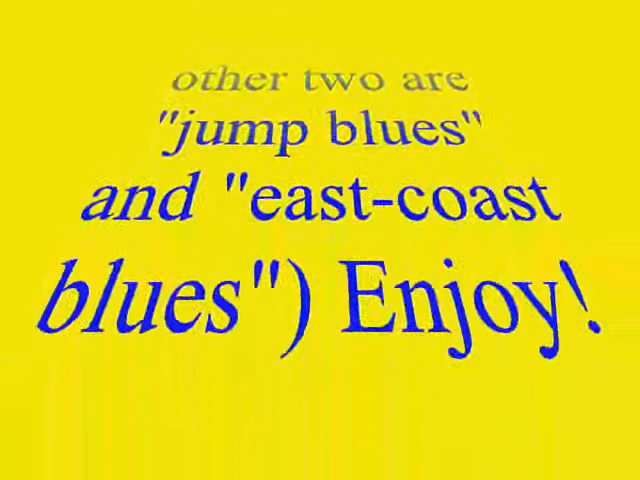 other two are
"jump blues"
and "east-coast
blues") Enjoy!